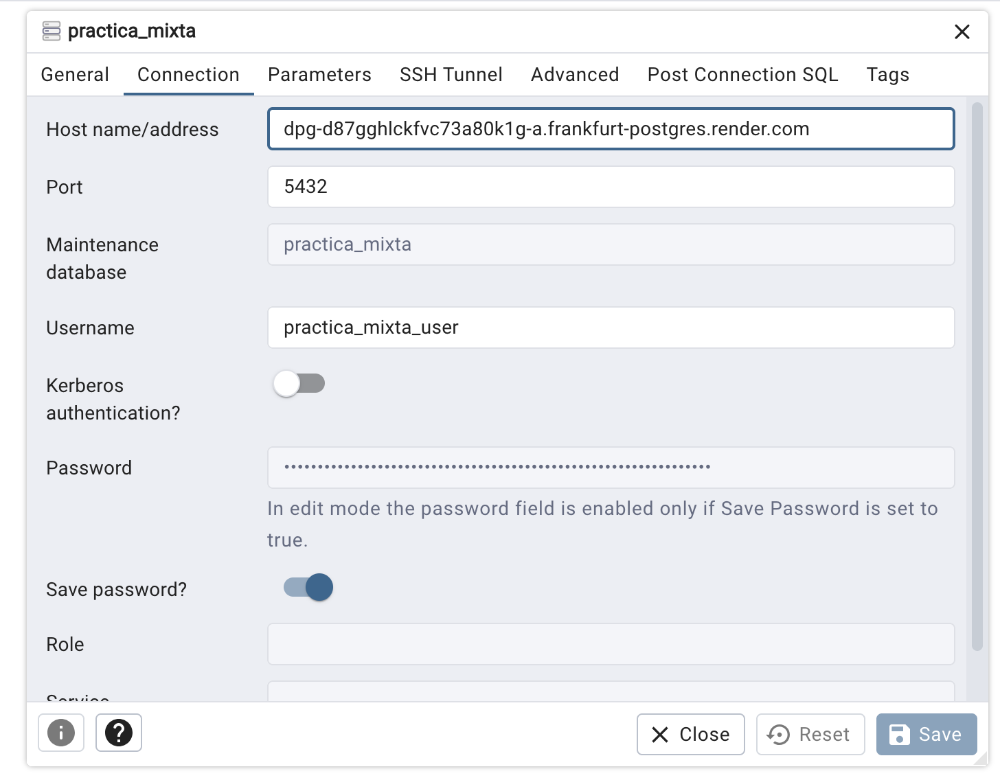 practica_mixta
General Connection Parameters SSH Tunnel Advanced Post Connection SQL Tags
Host name/address dpg-d87gghlckfvc73a80k1g-a.frankfurt-postgres.render.com
Port 5432
Maintenance database practica_mixta
Username practica_mixta_user
Kerberos authentication?
Password ••••••••••••••••••••••••••••••••••••••••••••••••••••••••••••••••
In edit mode the password field is enabled only if Save Password is set to
true.
Save password?
Role
Service
Close Reset Save